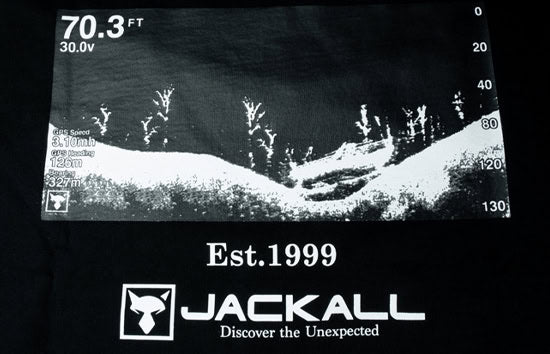 70.3 FT
30.0v
0
20
40
80
120
130
GPS Speed
3.10mh
GPS Heading
126m
Bearing
327m
Est.1999
JACKALL
Discover the Unexpected